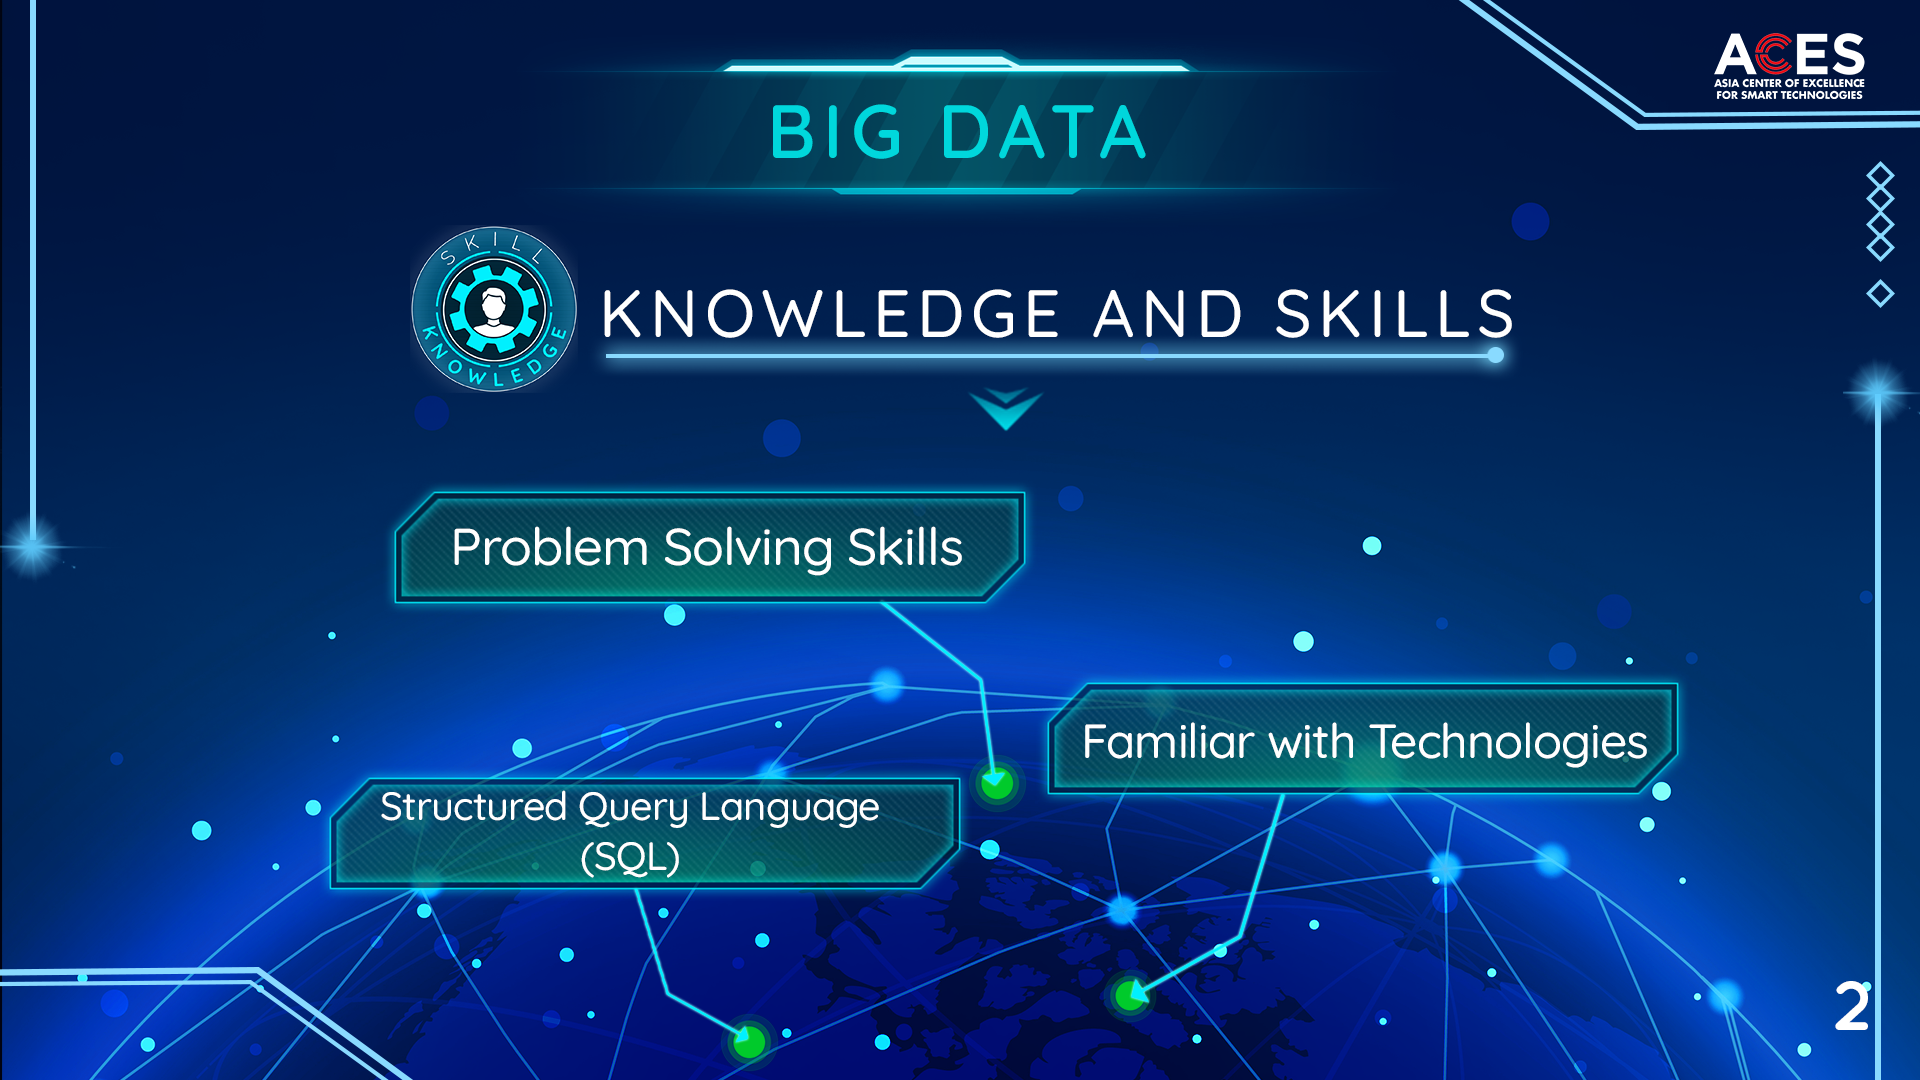 ACES
ASIA CENTER OF EXCELLENCE
FOR SMART TECHNOLOGIES
BIG DATA
SKILL
KNOWLEDGE
KNOWLEDGE AND SKILLS
Problem Solving Skills
Familiar with Technologies
Structured Query Language
(SQL)
2